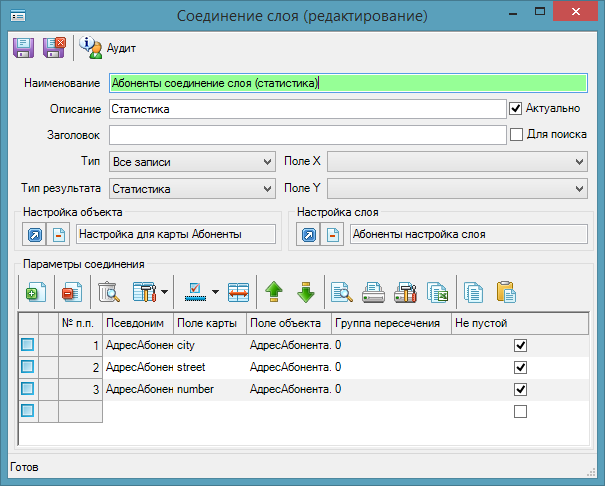 Соединение слоя (редактирование)
Аудит
Наименование Абоненты соединение слоя (статистика)
Описание Статистика Актуально
Заголовок Для поиска
Тип Все записи Поле X
Тип результата Статистика Поле Y
Настройка объекта Настройка слоя
Настройка для карты Абоненты Абоненты настройка слоя
Параметры соединения
№ п.п. Псевдоним Поле карты Поле объекта Группа пересечения Не пустой
1 АдресАбонен city АдресАбонента. 0
2 АдресАбонен street АдресАбонента. 0
3 АдресАбонен number АдресАбонента. 0
Готов